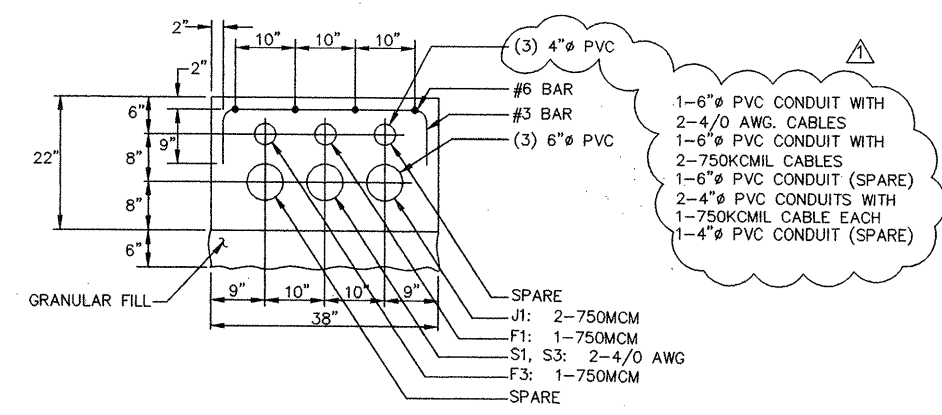 2"
10"
10"
10"
2"
6"
9"
22"
8"
8"
6"
(3) 4"ø PVC
#6 BAR
#3 BAR
(3) 6"ø PVC
1
1-6"ø PVC CONDUIT WITH
2-4/0 AWG. CABLES
1-6"ø PVC CONDUIT WITH
2-750KCMIL CABLES
1-6"ø PVC CONDUIT (SPARE)
2-4"ø PVC CONDUITS WITH
1-750KCMIL CABLE EACH
1-4"ø PVC CONDUIT (SPARE)
GRANULAR FILL
9"
10"
10"
9"
38"
SPARE
J1: 2-750MCM
F1: 1-750MCM
S1, S3: 2-4/0 AWG
F3: 1-750MCM
SPARE